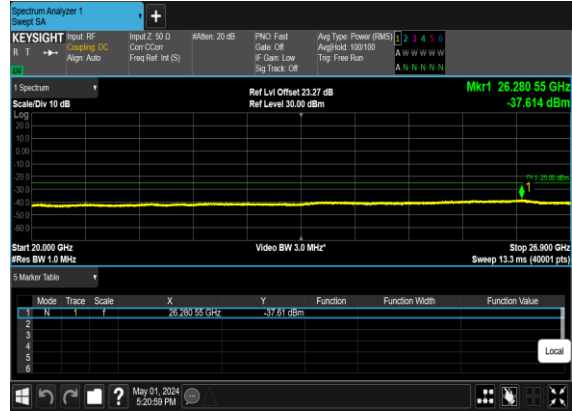 Spectrum Analyzer 1
Swept SA
KEYSIGHT Input: RF Input Z: 50 Ω #Atten: 20 dB PNO: Fast Avg Type: Power (RMS) 1 2 3 4 5 6
R T Coupling: DC Corr CCorr Gate: Off Avg|Hold: 100/100 A W W W W W
Align: Auto Freq Ref: Int (S) IF Gain: Low Trig: Free Run
LW Sig Track: Off A N N N N N
1 Spectrum Ref Lvl Offset 23.27 dB Mkr1 26.280 55 GHz
Scale/Div 10 dB Ref Level 30.00 dBm -37.614 dBm
Log
20.0
10.0
0.00
-10.0
-20.0 DL1 -25.00 dBm
-30.0 1
-40.0
-50.0
-60.0
Start 20.000 GHz Video BW 3.0 MHz* Stop 26.900 GHz
#Res BW 1.0 MHz Sweep 13.3 ms (40001 pts)
5 Marker Table
Mode Trace Scale X Y Function Function Width Function Value
1 N 1 f 26.280 55 GHz -37.61 dBm
2
3
4
5
6
Local
? May 01, 2024
5:20:59 PM